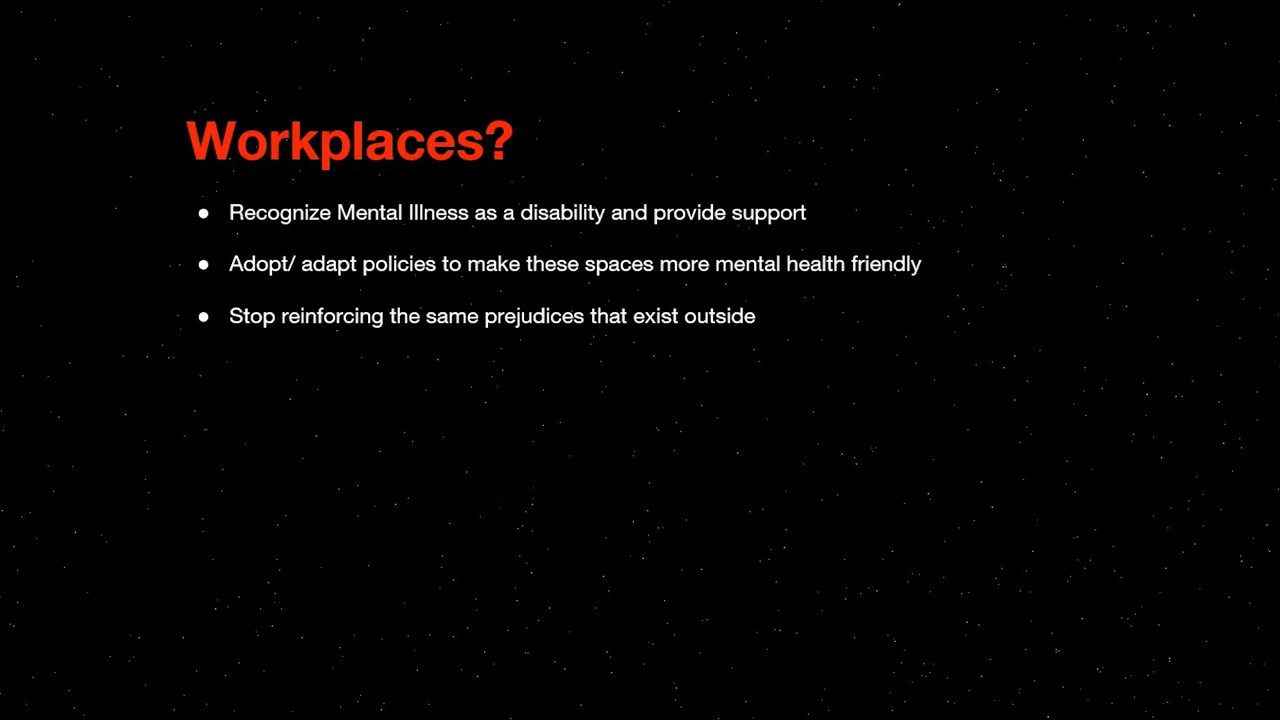 Workplaces?
● Recognize Mental Illness as a disability and provide support
● Adopt/ adapt policies to make these spaces more mental health friendly
● Stop reinforcing the same prejudices that exist outside